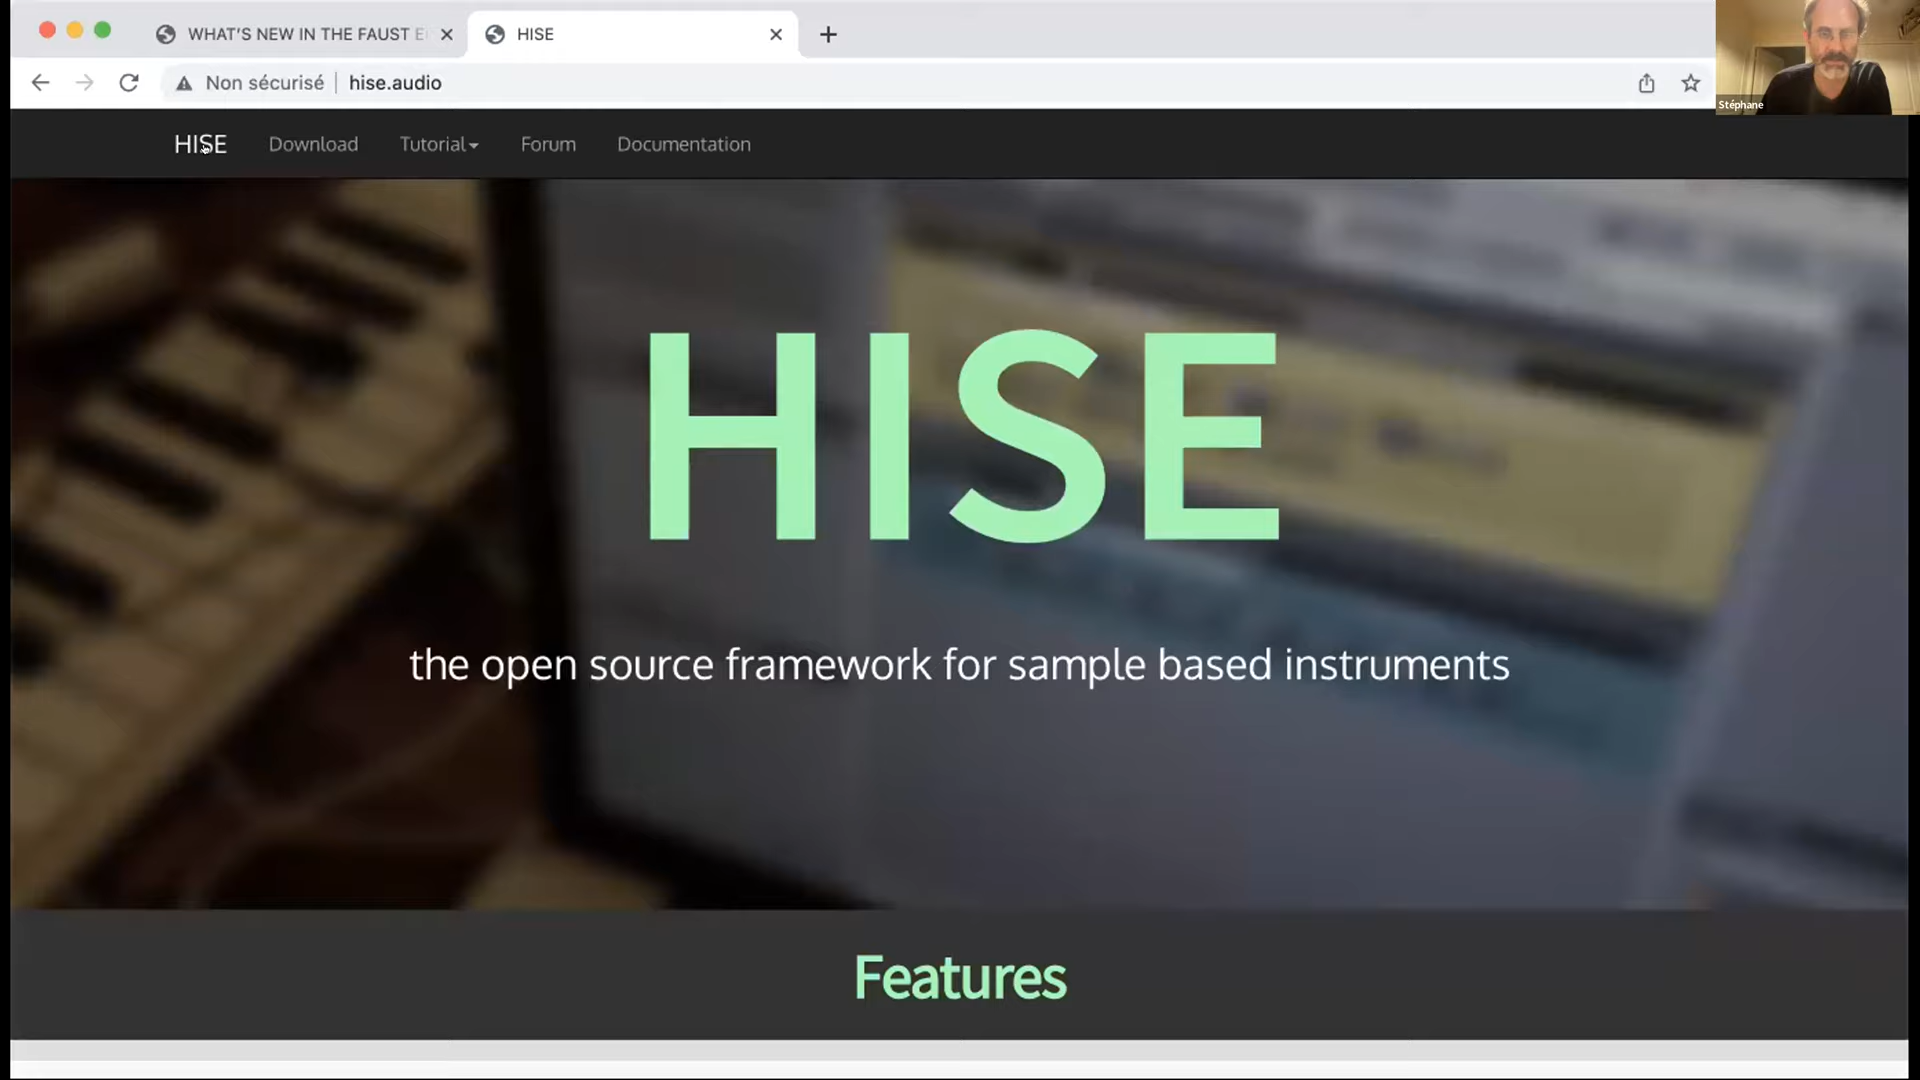 WHAT'S NEW IN THE FAUST E
HISE
Non sécurisé
hise.audio
Stéphane
HISE
Download
Tutorial
Forum
Documentation
HISE
the open source framework for sample based instruments
Features